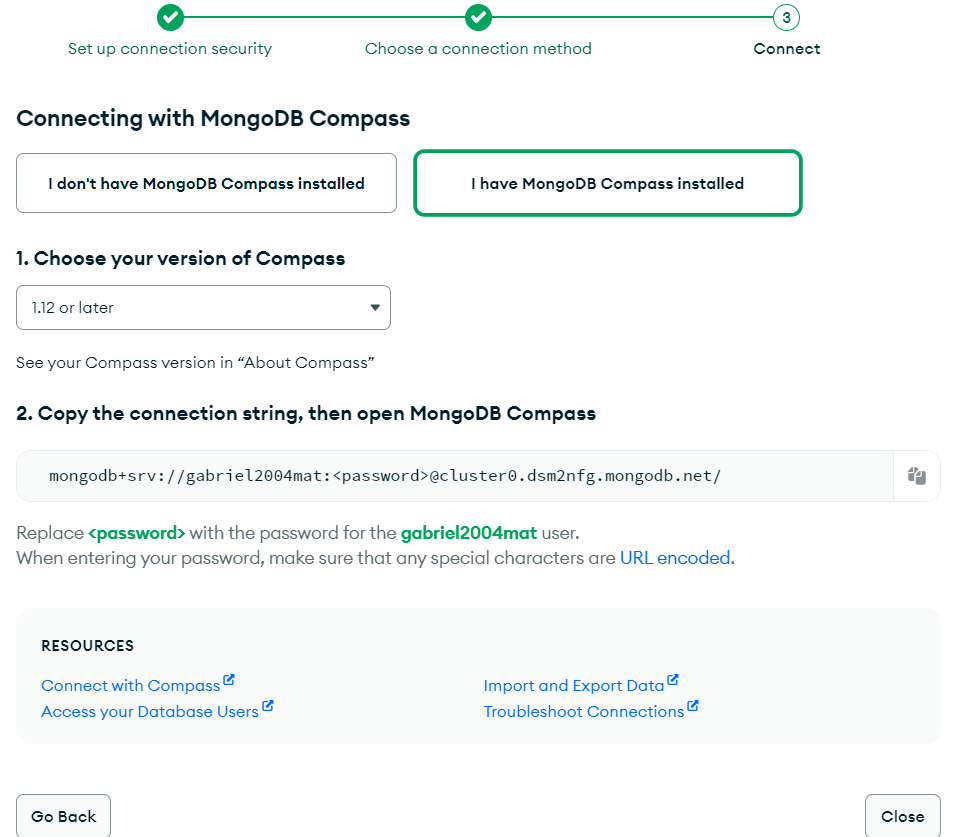 3
Set up connection security
Choose a connection method
Connect
Connecting with MongoDB Compass
I don't have MongoDB Compass installed
I have MongoDB Compass installed
1. Choose your version of Compass
1.12 or later
See your Compass version in “About Compass”
2. Copy the connection string, then open MongoDB Compass
mongodb+srv://gabriel2004mat:<password>@cluster0.dsm2nfg.mongodb.net/
Replace <password> with the password for the gabriel2004mat user.
When entering your password, make sure that any special characters are URL encoded.
RESOURCES
Connect with Compass
Import and Export Data
Access your Database Users
Troubleshoot Connections
Go Back
Close